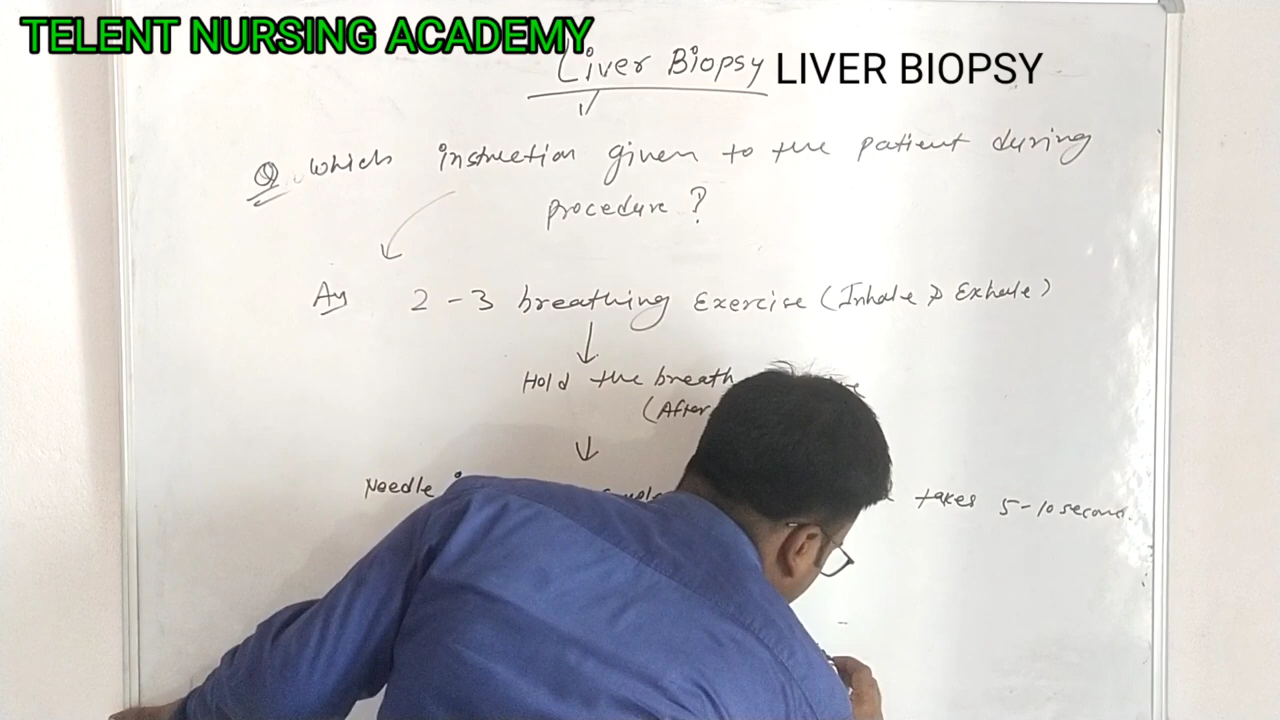 TELENT NURSING ACADEMY
Liver Biopsy LIVER BIOPSY
Q. which instruction given to the patient during
procedure ?
Ans 2-3 breathing Exercise (Inhale & Exhale)
Hold the breath
(After
Needle takes 5-10 second.